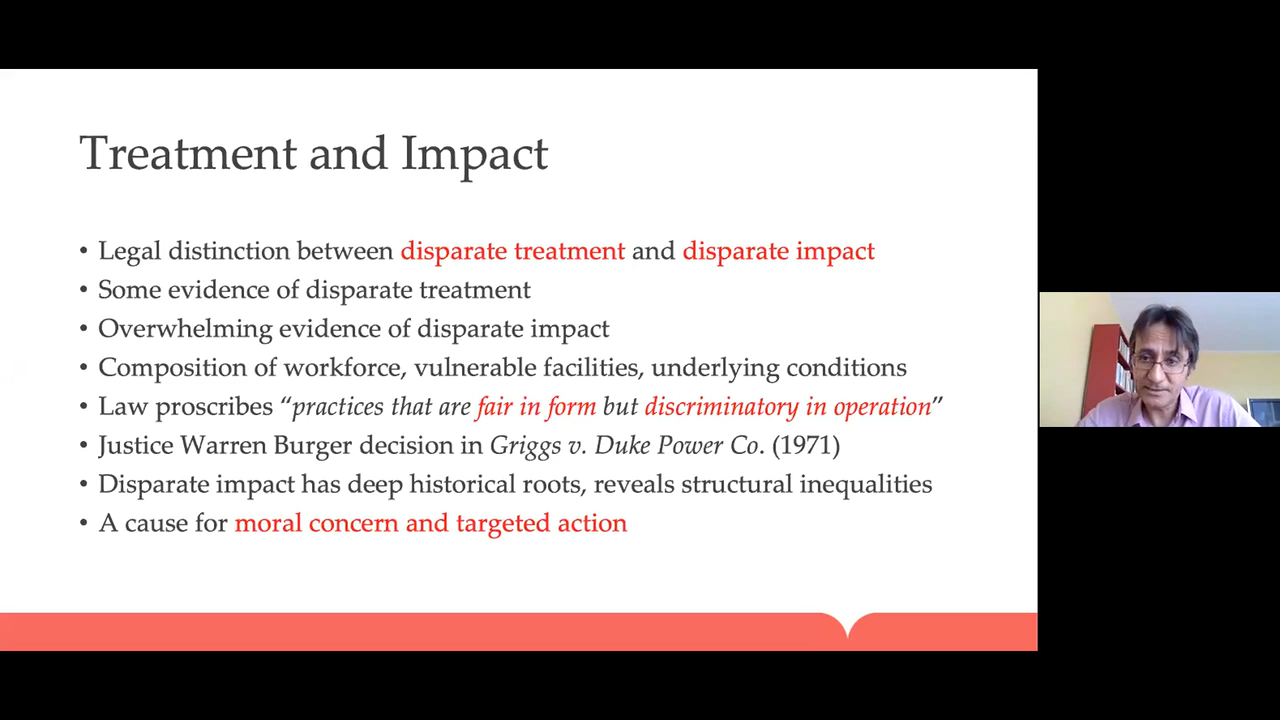 Treatment and Impact
• Legal distinction between disparate treatment and disparate impact
• Some evidence of disparate treatment
• Overwhelming evidence of disparate impact
• Composition of workforce, vulnerable facilities, underlying conditions
• Law proscribes “practices that are fair in form but discriminatory in operation”
• Justice Warren Burger decision in Griggs v. Duke Power Co. (1971)
• Disparate impact has deep historical roots, reveals structural inequalities
• A cause for moral concern and targeted action